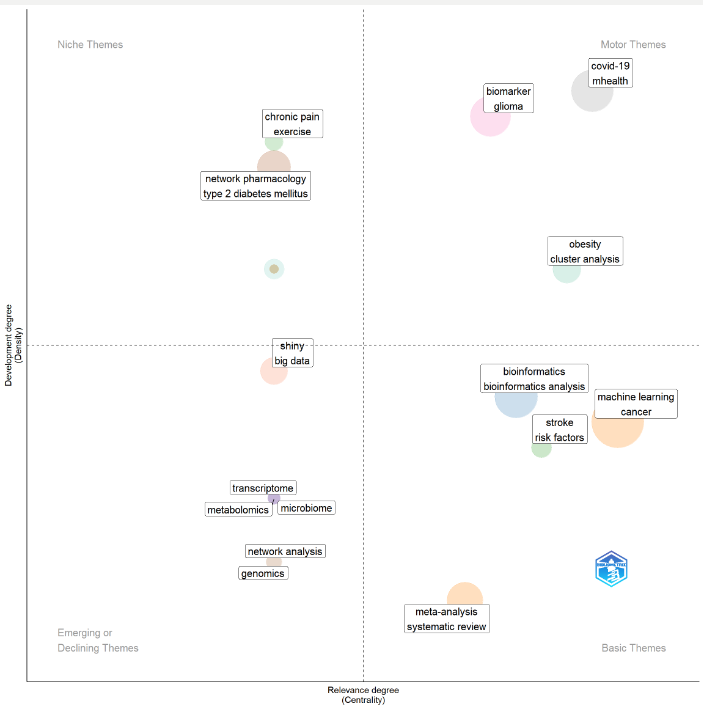 Niche Themes
Motor Themes
covid-19
mhealth
biomarker
glioma
chronic pain
exercise
network pharmacology
type 2 diabetes mellitus
obesity
cluster analysis
Development degree
(Density)
shiny
big data
bioinformatics
bioinformatics analysis
machine learning
cancer
stroke
risk factors
transcriptome
metabolomics
microbiome
network analysis
genomics
meta-analysis
systematic review
Emerging or
Declining Themes
Basic Themes
Relevance degree
(Centrality)